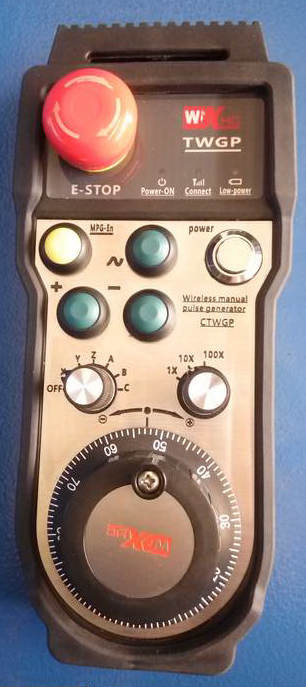 WiXHC
TWGP
E-STOP
Power-ON Connect Low-power
MPG-En
power
+ −
Wireless manual
pulse generator
CTWGP
OFF X Y Z A B C
1X 10X 100X
⊖ ⊕
70 60 50 40 30